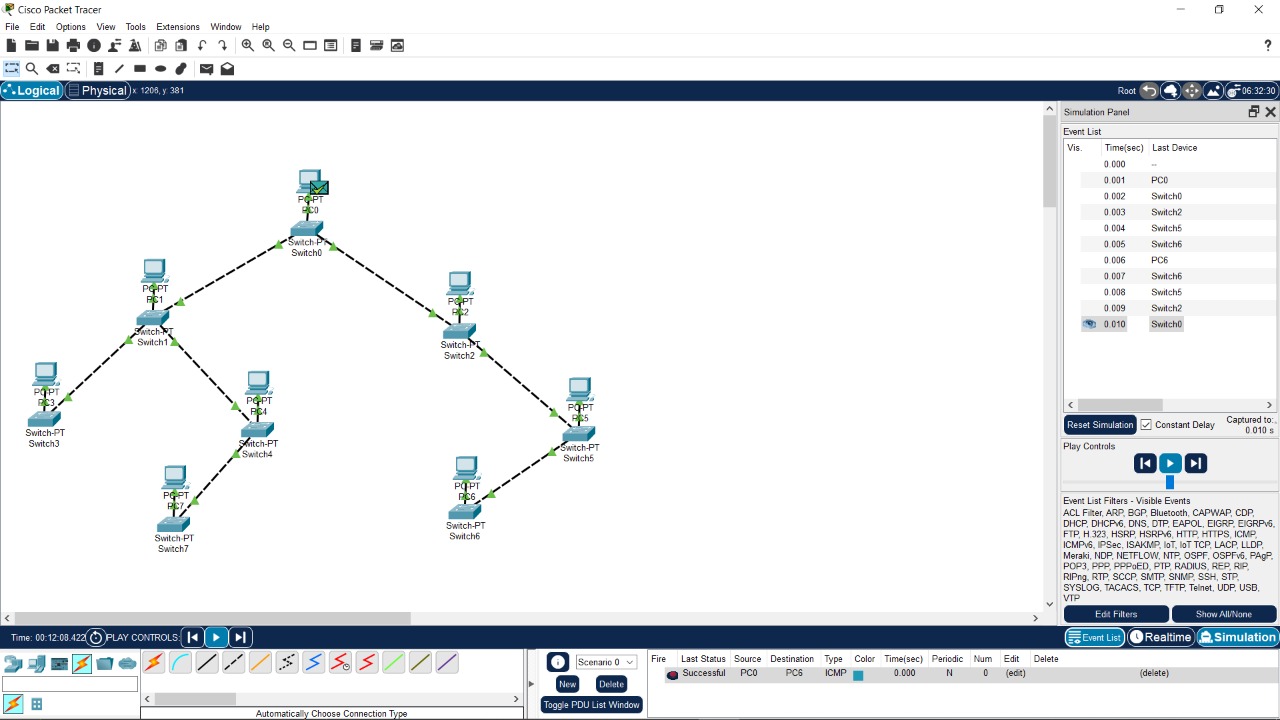 Cisco Packet Tracer
File Edit Options View Tools Extensions Window Help
Logical Physical x: 1206, y: 381
Root 06:32:30
PC-PT
PC0
Switch-PT
Switch0
PC-PT
PC1
Switch-PT
Switch1
PC-PT
PC2
Switch-PT
Switch2
PC-PT
PC3
Switch-PT
Switch3
PC-PT
PC4
Switch-PT
Switch4
PC-PT
PC5
Switch-PT
Switch5
PC-PT
PC6
Switch-PT
Switch6
PC-PT
PC7
Switch-PT
Switch7
Simulation Panel
Event List
Vis. Time(sec) Last Device
0.000 --
0.001 PC0
0.002 Switch0
0.003 Switch2
0.004 Switch5
0.005 Switch6
0.006 PC6
0.007 Switch6
0.008 Switch5
0.009 Switch2
0.010 Switch0
Reset Simulation Constant Delay Captured to:
0.010 s
Play Controls
Event List Filters - Visible Events
ACL Filter, ARP, BGP, Bluetooth, CAPWAP, CDP,
DHCP, DHCPv6, DNS, DTP, EAPOL, EIGRP, EIGRPv6,
FTP, H.323, HSRP, HSRPv6, HTTP, HTTPS, ICMP,
ICMPv6, IPSec, ISAKMP, IoT, IoT TCP, LACP, LLDP,
Meraki, NDP, NETFLOW, NTP, OSPF, OSPFv6, PAgP,
POP3, PPP, PPPoED, PTP, RADIUS, REP, RIP,
RIPng, RTP, SCCP, SMTP, SNMP, SSH, STP,
SYSLOG, TACACS, TCP, TFTP, Telnet, UDP, USB,
VTP
Edit Filters Show All/None
Time: 00:12:08.422 PLAY CONTROLS:
Event List Realtime Simulation
Automatically Choose Connection Type
Scenario 0
New Delete
Toggle PDU List Window
Fire Last Status Source Destination Type Color Time(sec) Periodic Num Edit Delete
Successful PC0 PC6 ICMP 0.000 N 0 (edit) (delete)